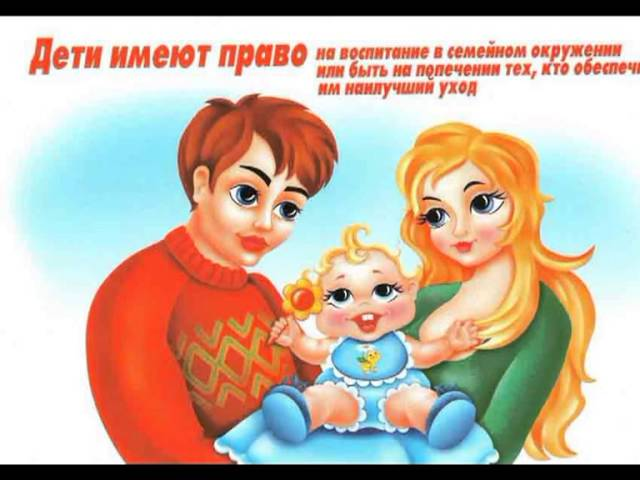 Дети имеют право на воспитание в семейном окружении
или быть на попечении тех, кто обеспечи
им наилучший уход